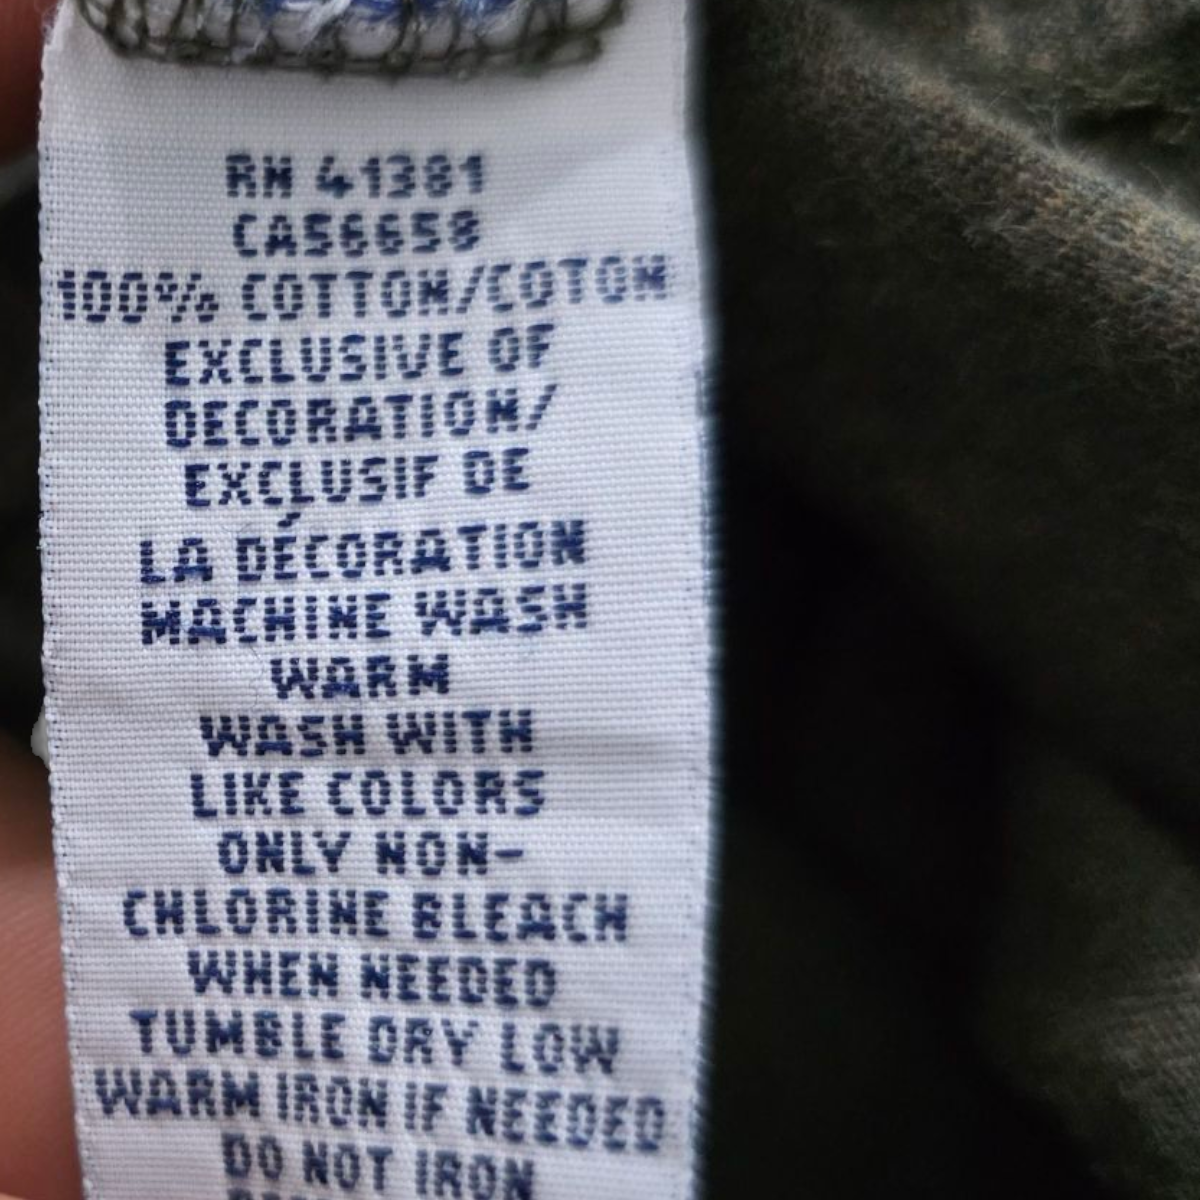 RN 41381
CA56658
100% COTTON/COTON
EXCLUSIVE OF
DECORATION/
EXCLUSIF DE
LA DÉCORATION
MACHINE WASH
WARM
WASH WITH
LIKE COLORS
ONLY NON-
CHLORINE BLEACH
WHEN NEEDED
TUMBLE DRY LOW
WARM IRON IF NEEDED
DO NOT IRON